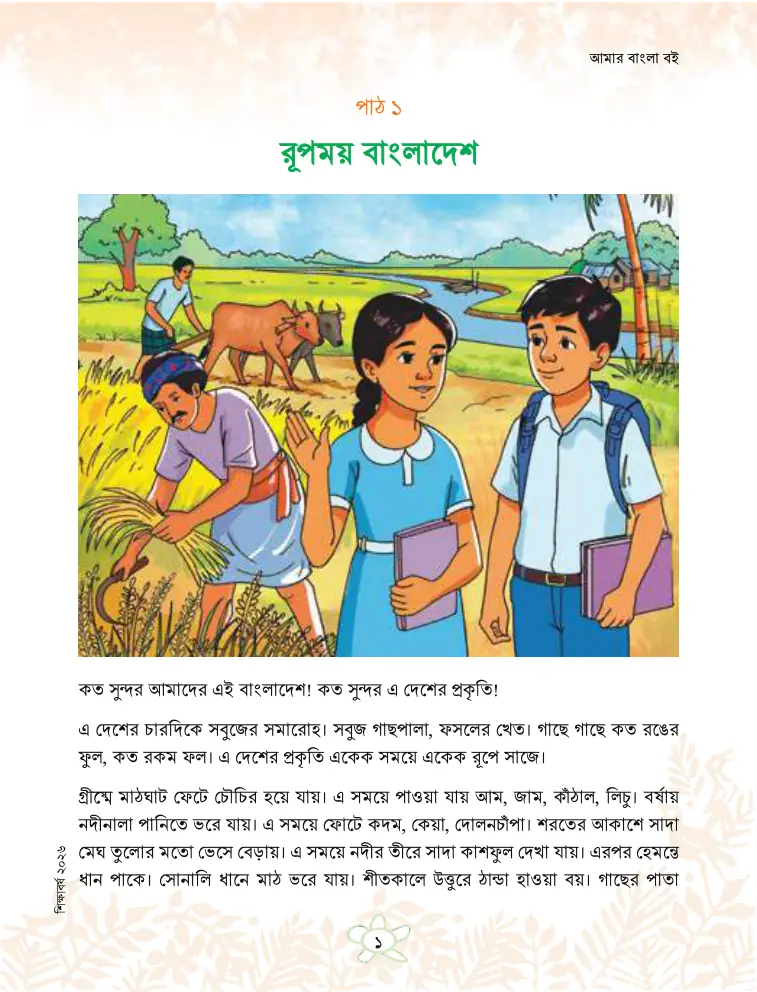 আমার বাংলা বই
পাঠ ১
রূপময় বাংলাদেশ
কত সুন্দর আমাদের এই বাংলাদেশ! কত সুন্দর এ দেশের প্রকৃতি!
এ দেশের চারদিকে সবুজের সমারোহ। সবুজ গাছপালা, ফসলের খেত। গাছে গাছে কত রঙের
ফুল, কত রকম ফল। এ দেশের প্রকৃতি একেক সময়ে একেক রূপে সাজে।
গ্রীষ্মে মাঠঘাট ফেটে চৌচির হয়ে যায়। এ সময়ে পাওয়া যায় আম, জাম, কাঁঠাল, লিচু। বর্ষায়
নদীনালা পানিতে ভরে যায়। এ সময়ে ফোটে কদম, কেয়া, দোলনচাঁপা। শরতের আকাশে সাদা
মেঘ তুলোর মতো ভেসে বেড়ায়। এ সময়ে নদীর তীরে সাদা কাশফুল দেখা যায়। এরপর হেমন্তে
ধান পাকে। সোনালি ধানে মাঠ ভরে যায়। শীতকালে উত্তুরে ঠান্ডা হাওয়া বয়। গাছের পাতা
শিক্ষাবর্ষ ২০২৬
১